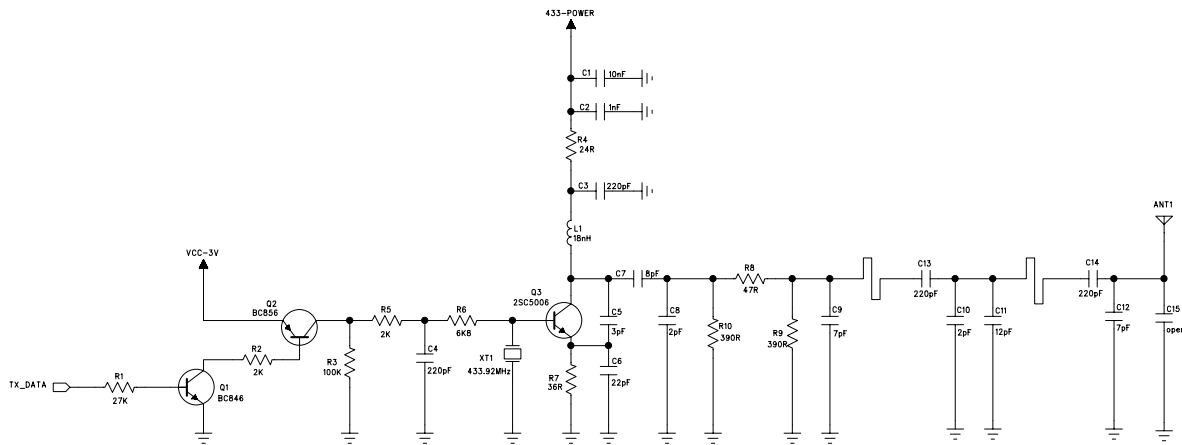 433-POWER
C1 10nF
C2 1nF
R4
24R
C3 220pF
L1
18nH
ANT1
VCC-3V
C7 8pF
R8
47R
C13
220pF
C14
220pF
Q2
BC856
Q3
2SC5006
R5
2K
R6
6K8
C5
3pF
C8
2pF
R10
390R
R9
390R
C9
7pF
C10
2pF
C11
12pF
C12
7pF
C15
open
R2
2K
R3
100K
C4
220pF
XT1
433.92MHz
R7
36R
C6
22pF
TX_DATA
R1
27K
Q1
BC846